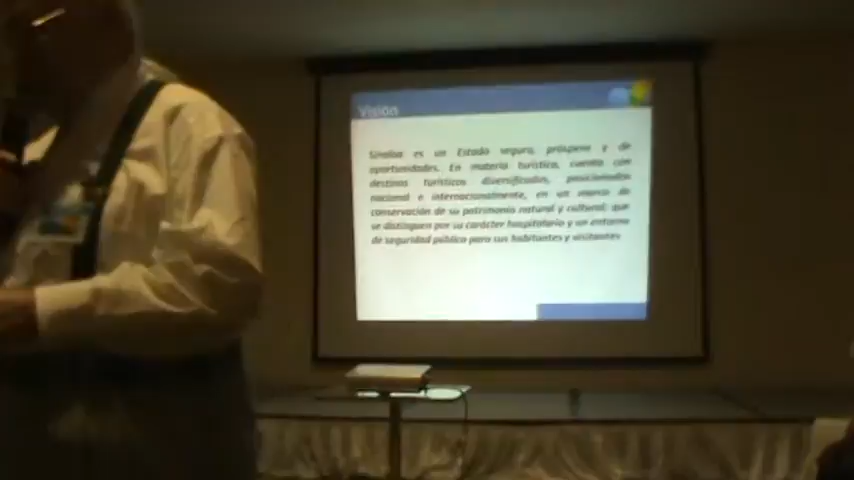 Visión
Sinaloa es un Estado seguro, próspero y de
oportunidades. En materia turística, cuenta con
destinos turísticos diversificados, posicionados
nacional e internacionalmente, en un marco de
conservación de su patrimonio natural y cultural; que
se distinguen por su carácter hospitalario y un entorno
de seguridad pública para sus habitantes y visitantes